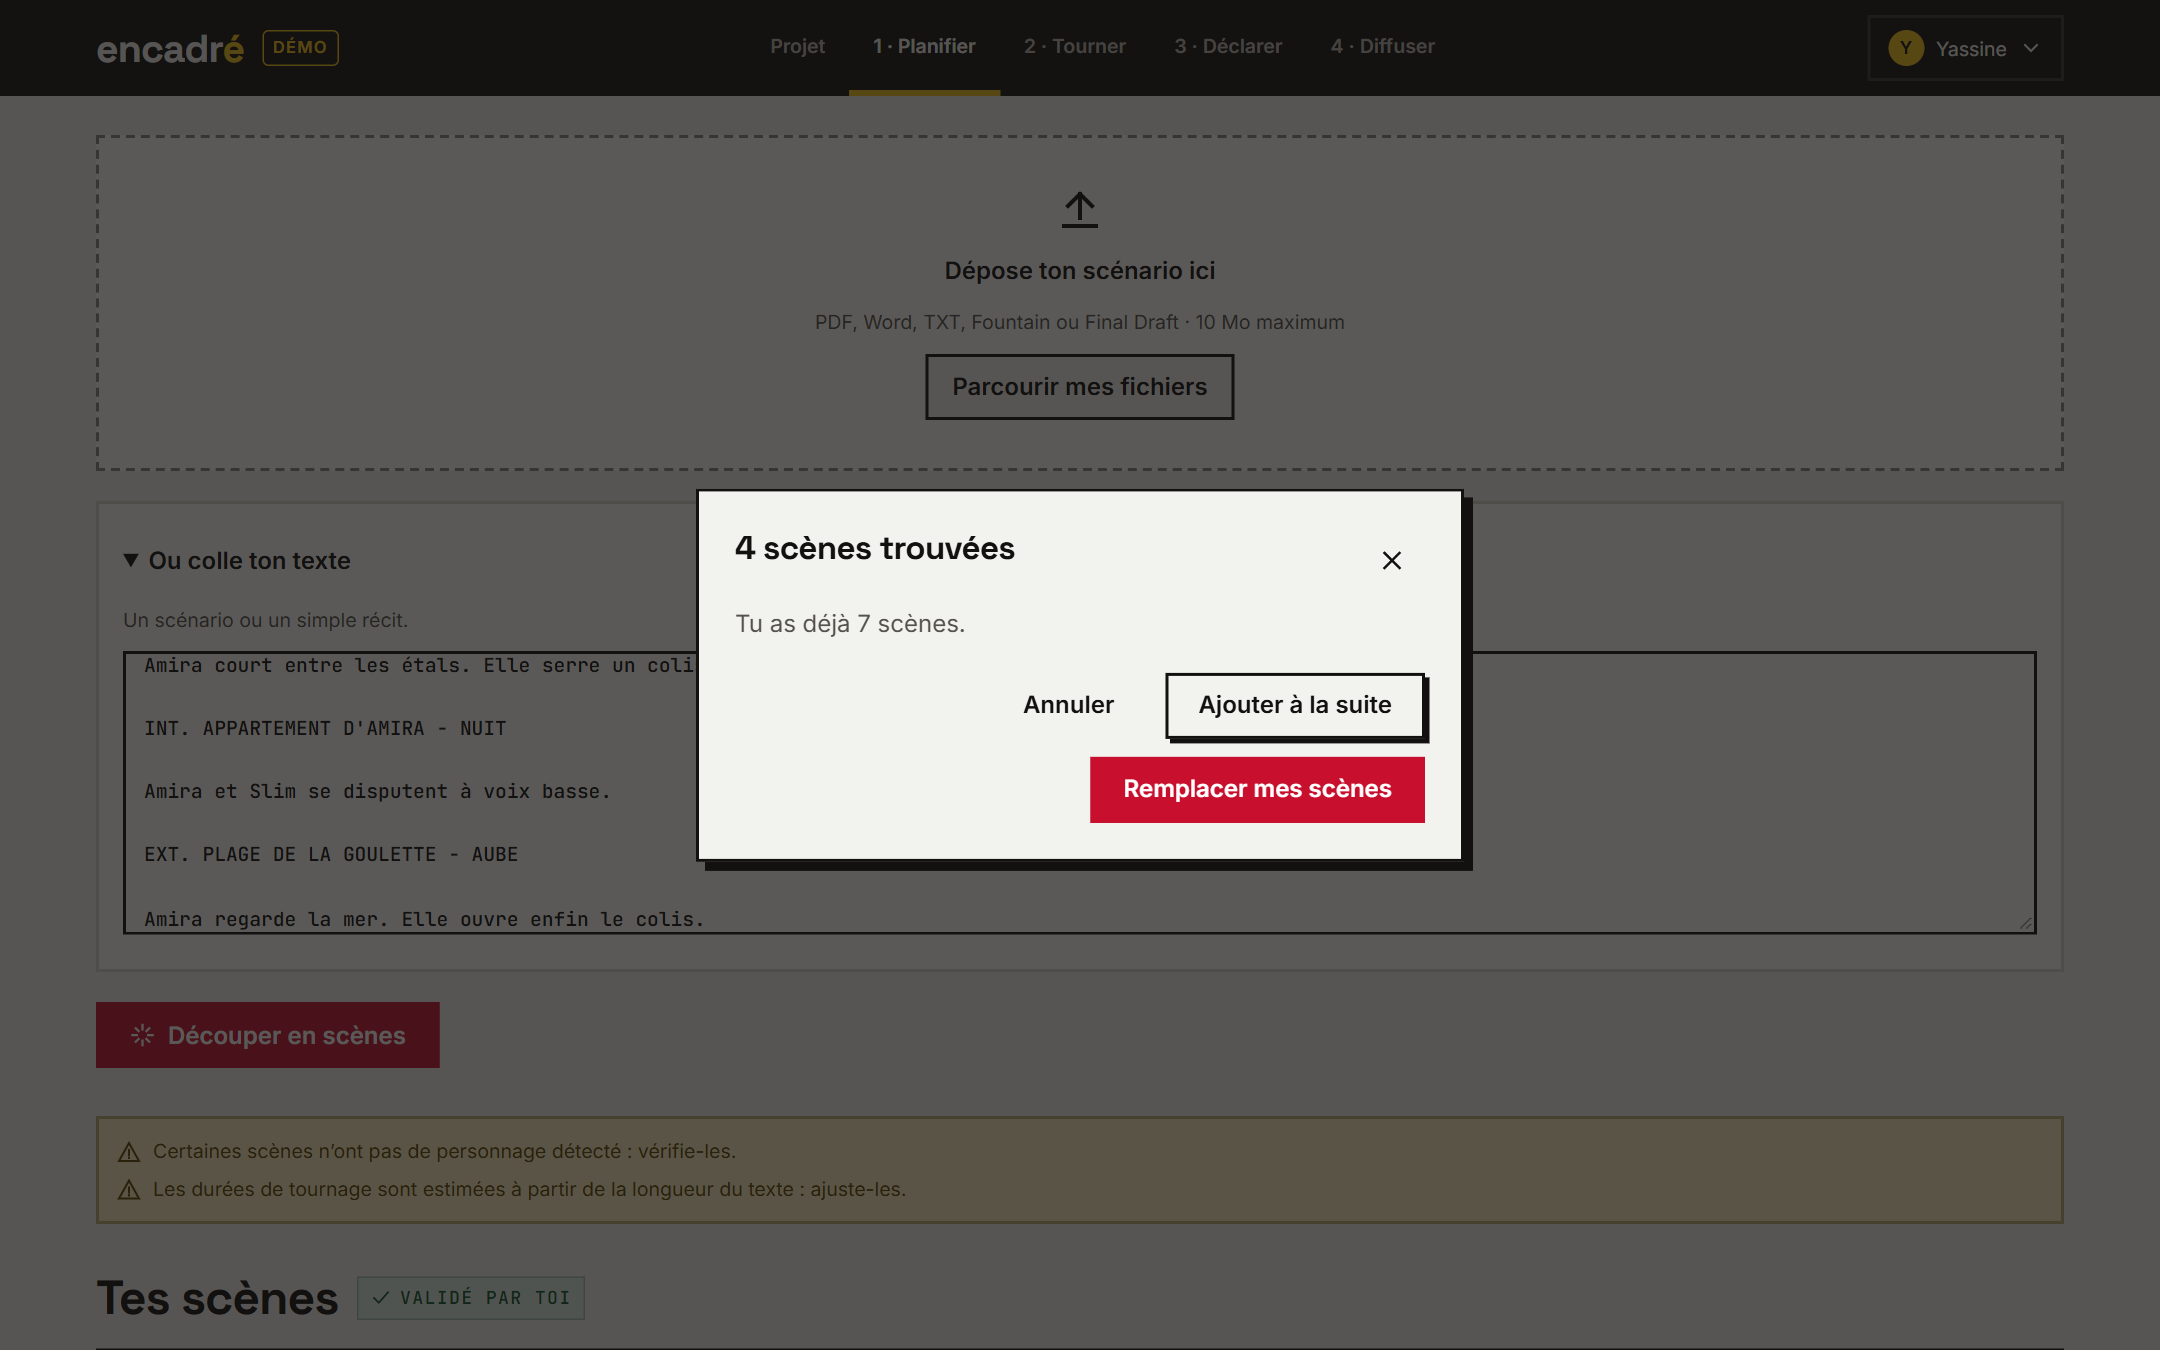 encadré DÉMO Projet 1 · Planifier 2 · Tourner 3 · Déclarer 4 · Diffuser Y Yassine
Dépose ton scénario ici
PDF, Word, TXT, Fountain ou Final Draft · 10 Mo maximum
Parcourir mes fichiers
4 scènes trouvées
Tu as déjà 7 scènes.
Annuler Ajouter à la suite
Remplacer mes scènes
Ou colle ton texte
Un scénario ou un simple récit.
Amira court entre les étals. Elle serre un coli
INT. APPARTEMENT D'AMIRA - NUIT
Amira et Slim se disputent à voix basse.
EXT. PLAGE DE LA GOULETTE - AUBE
Amira regarde la mer. Elle ouvre enfin le colis.
Découper en scènes
Certaines scènes n’ont pas de personnage détecté : vérifie-les.
Les durées de tournage sont estimées à partir de la longueur du texte : ajuste-les.
Tes scènes VALIDÉ PAR TOI